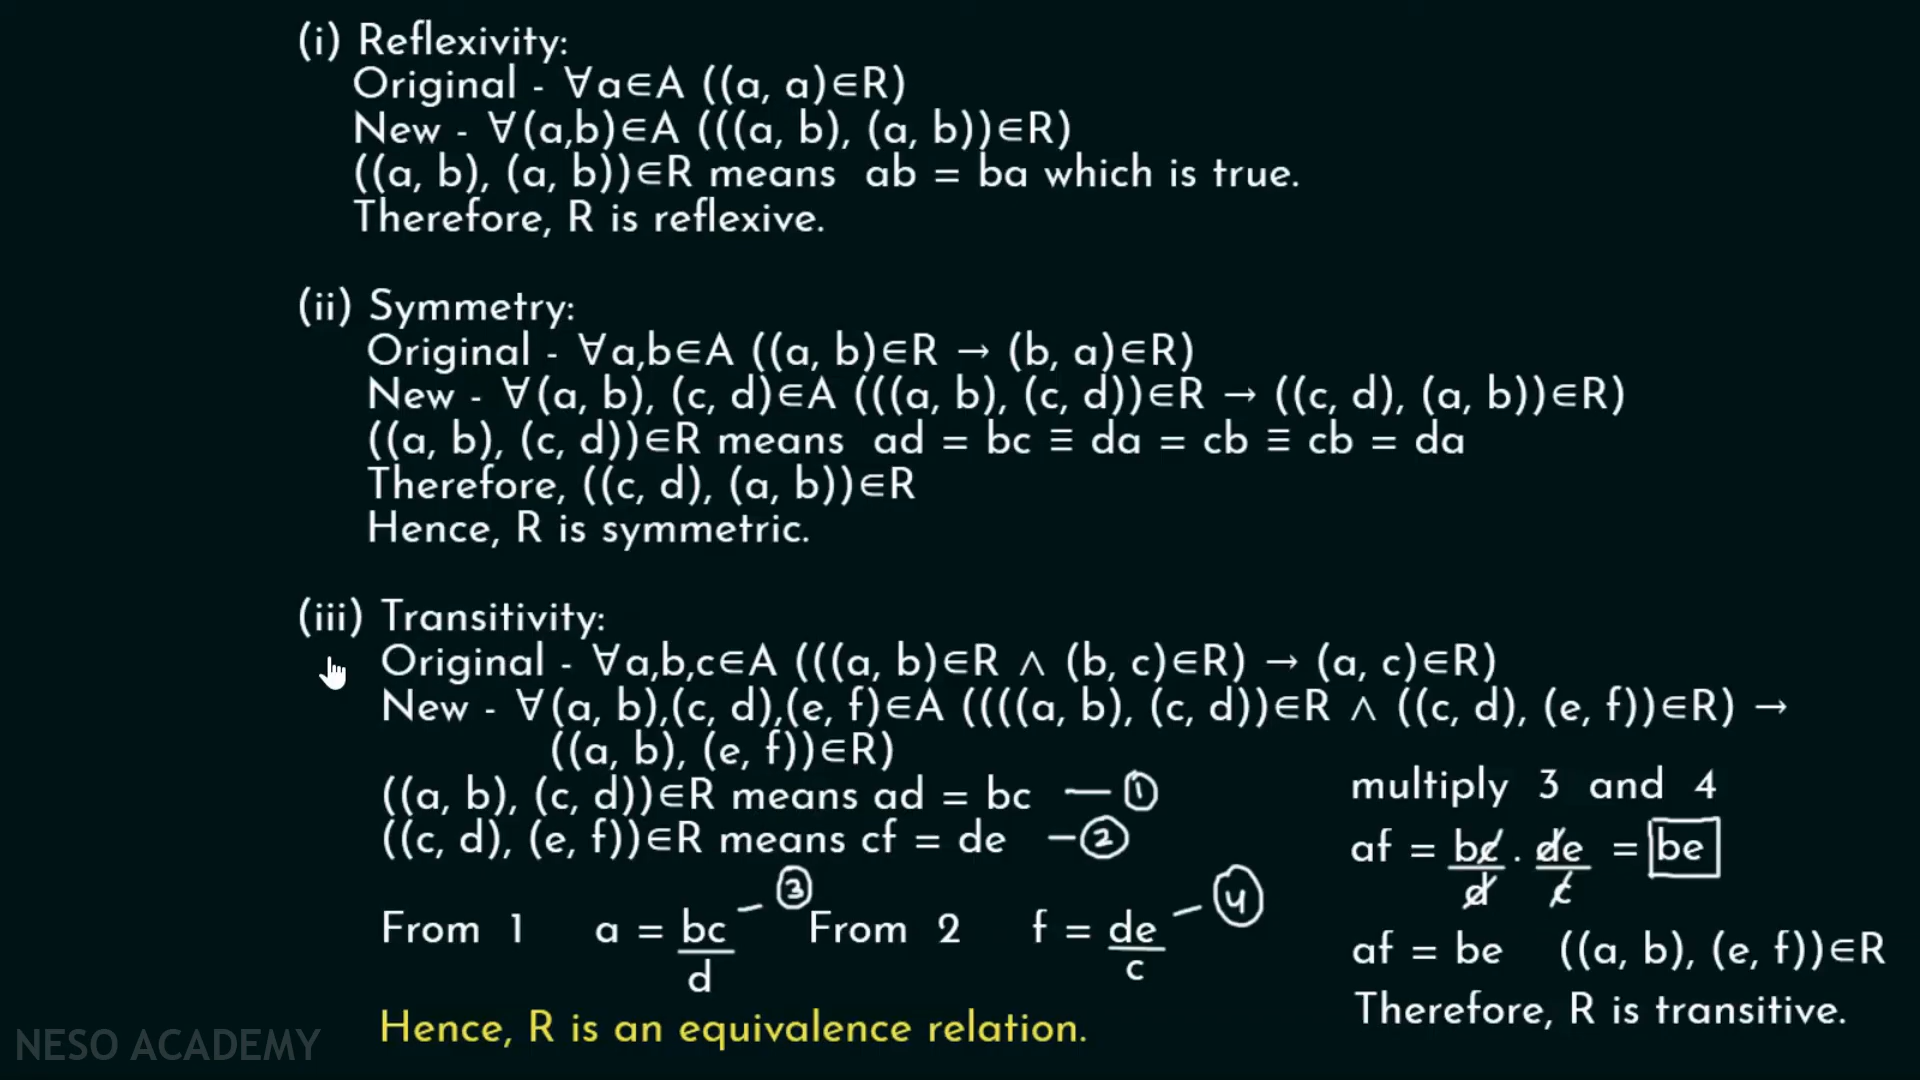 (i) Reflexivity:
Original - ∀a∈A ((a, a)∈R)
New - ∀(a,b)∈A (((a, b), (a, b))∈R)
((a, b), (a, b))∈R means ab = ba which is true.
Therefore, R is reflexive.
(ii) Symmetry:
Original - ∀a,b∈A ((a, b)∈R → (b, a)∈R)
New - ∀(a, b), (c, d)∈A (((a, b), (c, d))∈R → ((c, d), (a, b))∈R)
((a, b), (c, d))∈R means ad = bc ≡ da = cb ≡ cb = da
Therefore, ((c, d), (a, b))∈R
Hence, R is symmetric.
(iii) Transitivity:
Original - ∀a,b,c∈A (((a, b)∈R ∧ (b, c)∈R) → (a, c)∈R)
New - ∀(a, b),(c, d),(e, f)∈A ((((a, b), (c, d))∈R ∧ ((c, d), (e, f))∈R) →
((a, b), (e, f))∈R)
((a, b), (c, d))∈R means ad = bc — ①
((c, d), (e, f))∈R means cf = de - ②
From 1 a = bc/d - ③ From 2 f = de/c - ④
multiply 3 and 4
af = bc/d . de/c = be
af = be ((a, b), (e, f))∈R
Therefore, R is transitive.
Hence, R is an equivalence relation.
NESO ACADEMY